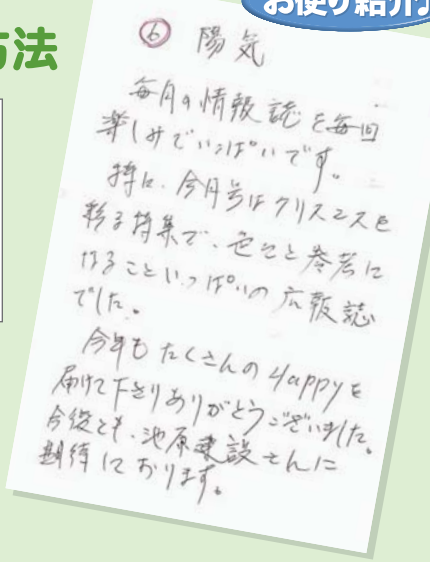 お便り紹介
方法
⑥ 陽気
毎月の情報誌を毎回
楽しみでいっぱいです。
特に、今月号はクリスマスを
彩る特集で、色々と参考に
なることいっぱいの広報誌
でした。
今年もたくさんのHappyを
届けて下さりありがとうございました。
今後とも、池原建設さんに
期待しております。